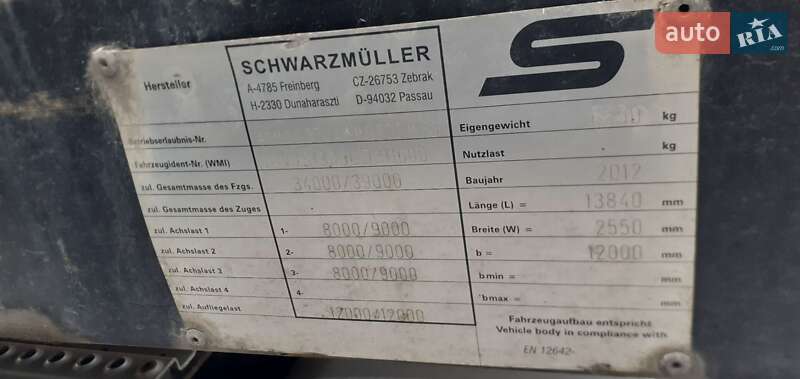 auto RIA.com
Hersteller
SCHWARZMÜLLER
A-4785 Freinberg CZ-26753 Zebrak
H-2330 Dunaharaszti D-94032 Passau
S
Betriebserlaubnis-Nr.
Fahrzeugident-Nr. (WMI)
zul. Gesamtmasse des Fzgs. 34000/39000
zul. Gesamtmasse des Zuges
zul. Achslast 1 1- 8000/9000
zul. Achslast 2 2- 8000/9000
zul. Achslast 3 3- 8000/9000
zul. Achslast 4 4-
zul. Aufliegelast 12000/12000
Eigengewicht kg
Nutzlast kg
Baujahr 2012
Länge (L) = 13840 mm
Breite (W) = 2550 mm
b = 12000 mm
bmin = mm
bmax = mm
Fahrzeugaufbau entspricht
Vehicle body in compliance with
EN 12642-